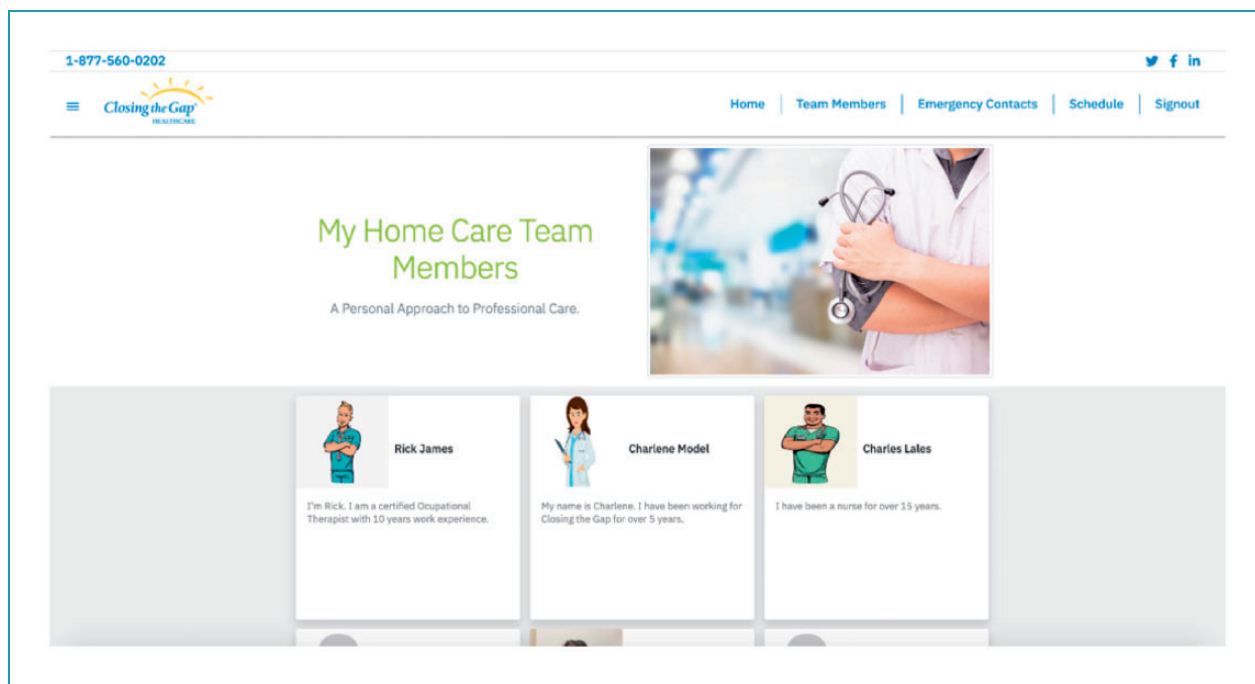 1-877-560-0202
Closing the Gap
HEALTHCARE
Home
Team Members
Emergency Contacts
Schedule
Signout
My Home Care Team
Members
A Personal Approach to Professional Care.
Rick James
I'm Rick. I am a certified Ocupational
Therapist with 10 years work experience.
Charlene Model
My name is Charlene. I have been working for
Closing the Gap for over 5 years.
Charles Lales
I have been a nurse for over 15 years.